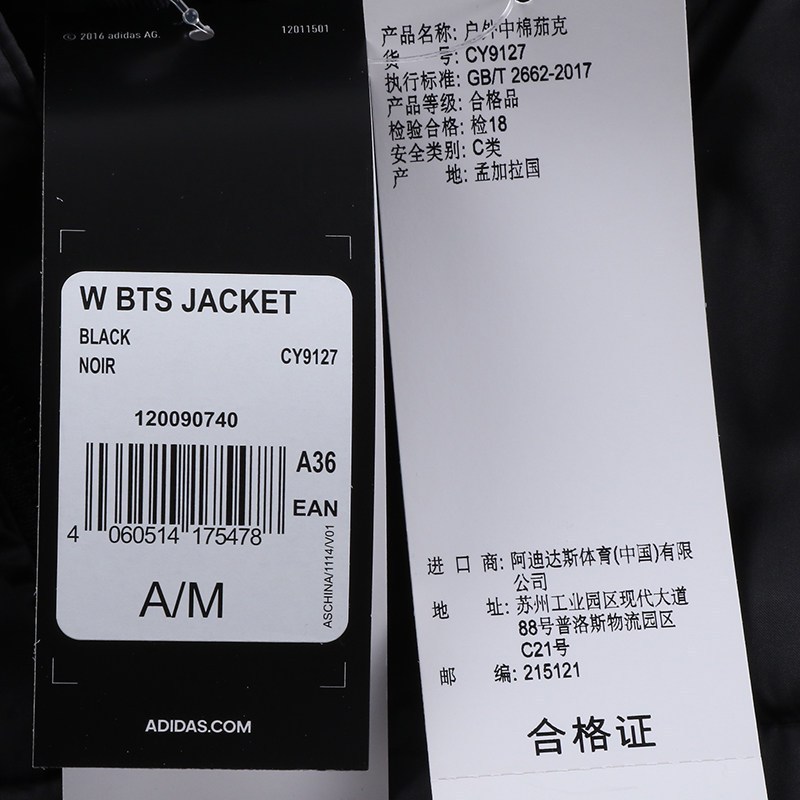 © 2016 adidas AG.
12011501
W BTS JACKET
BLACK
NOIR
CY9127
120090740
A36
EAN
4 060514 175478
ASCHINA/1114/V01
A/M
ADIDAS.COM
产品名称: 户外中棉茄克
货 号: CY9127
执行标准: GB/T 2662-2017
产品等级: 合格品
检验合格: 检18
安全类别: C类
产 地: 孟加拉国
进 口 商: 阿迪达斯体育(中国)有限
公司
地 址: 苏州工业园区现代大道
88号普洛斯物流园区
C21号
邮 编: 215121
合格证